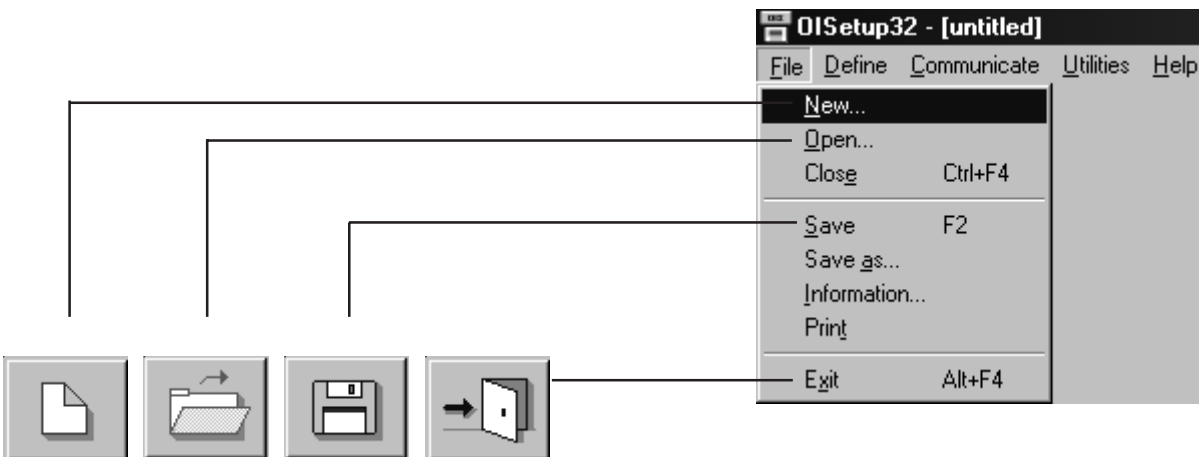 OISetup32 - [untitled]
File Define Communicate Utilities Help
New...
Open...
Close Ctrl+F4
Save F2
Save as...
Information...
Print
Exit Alt+F4